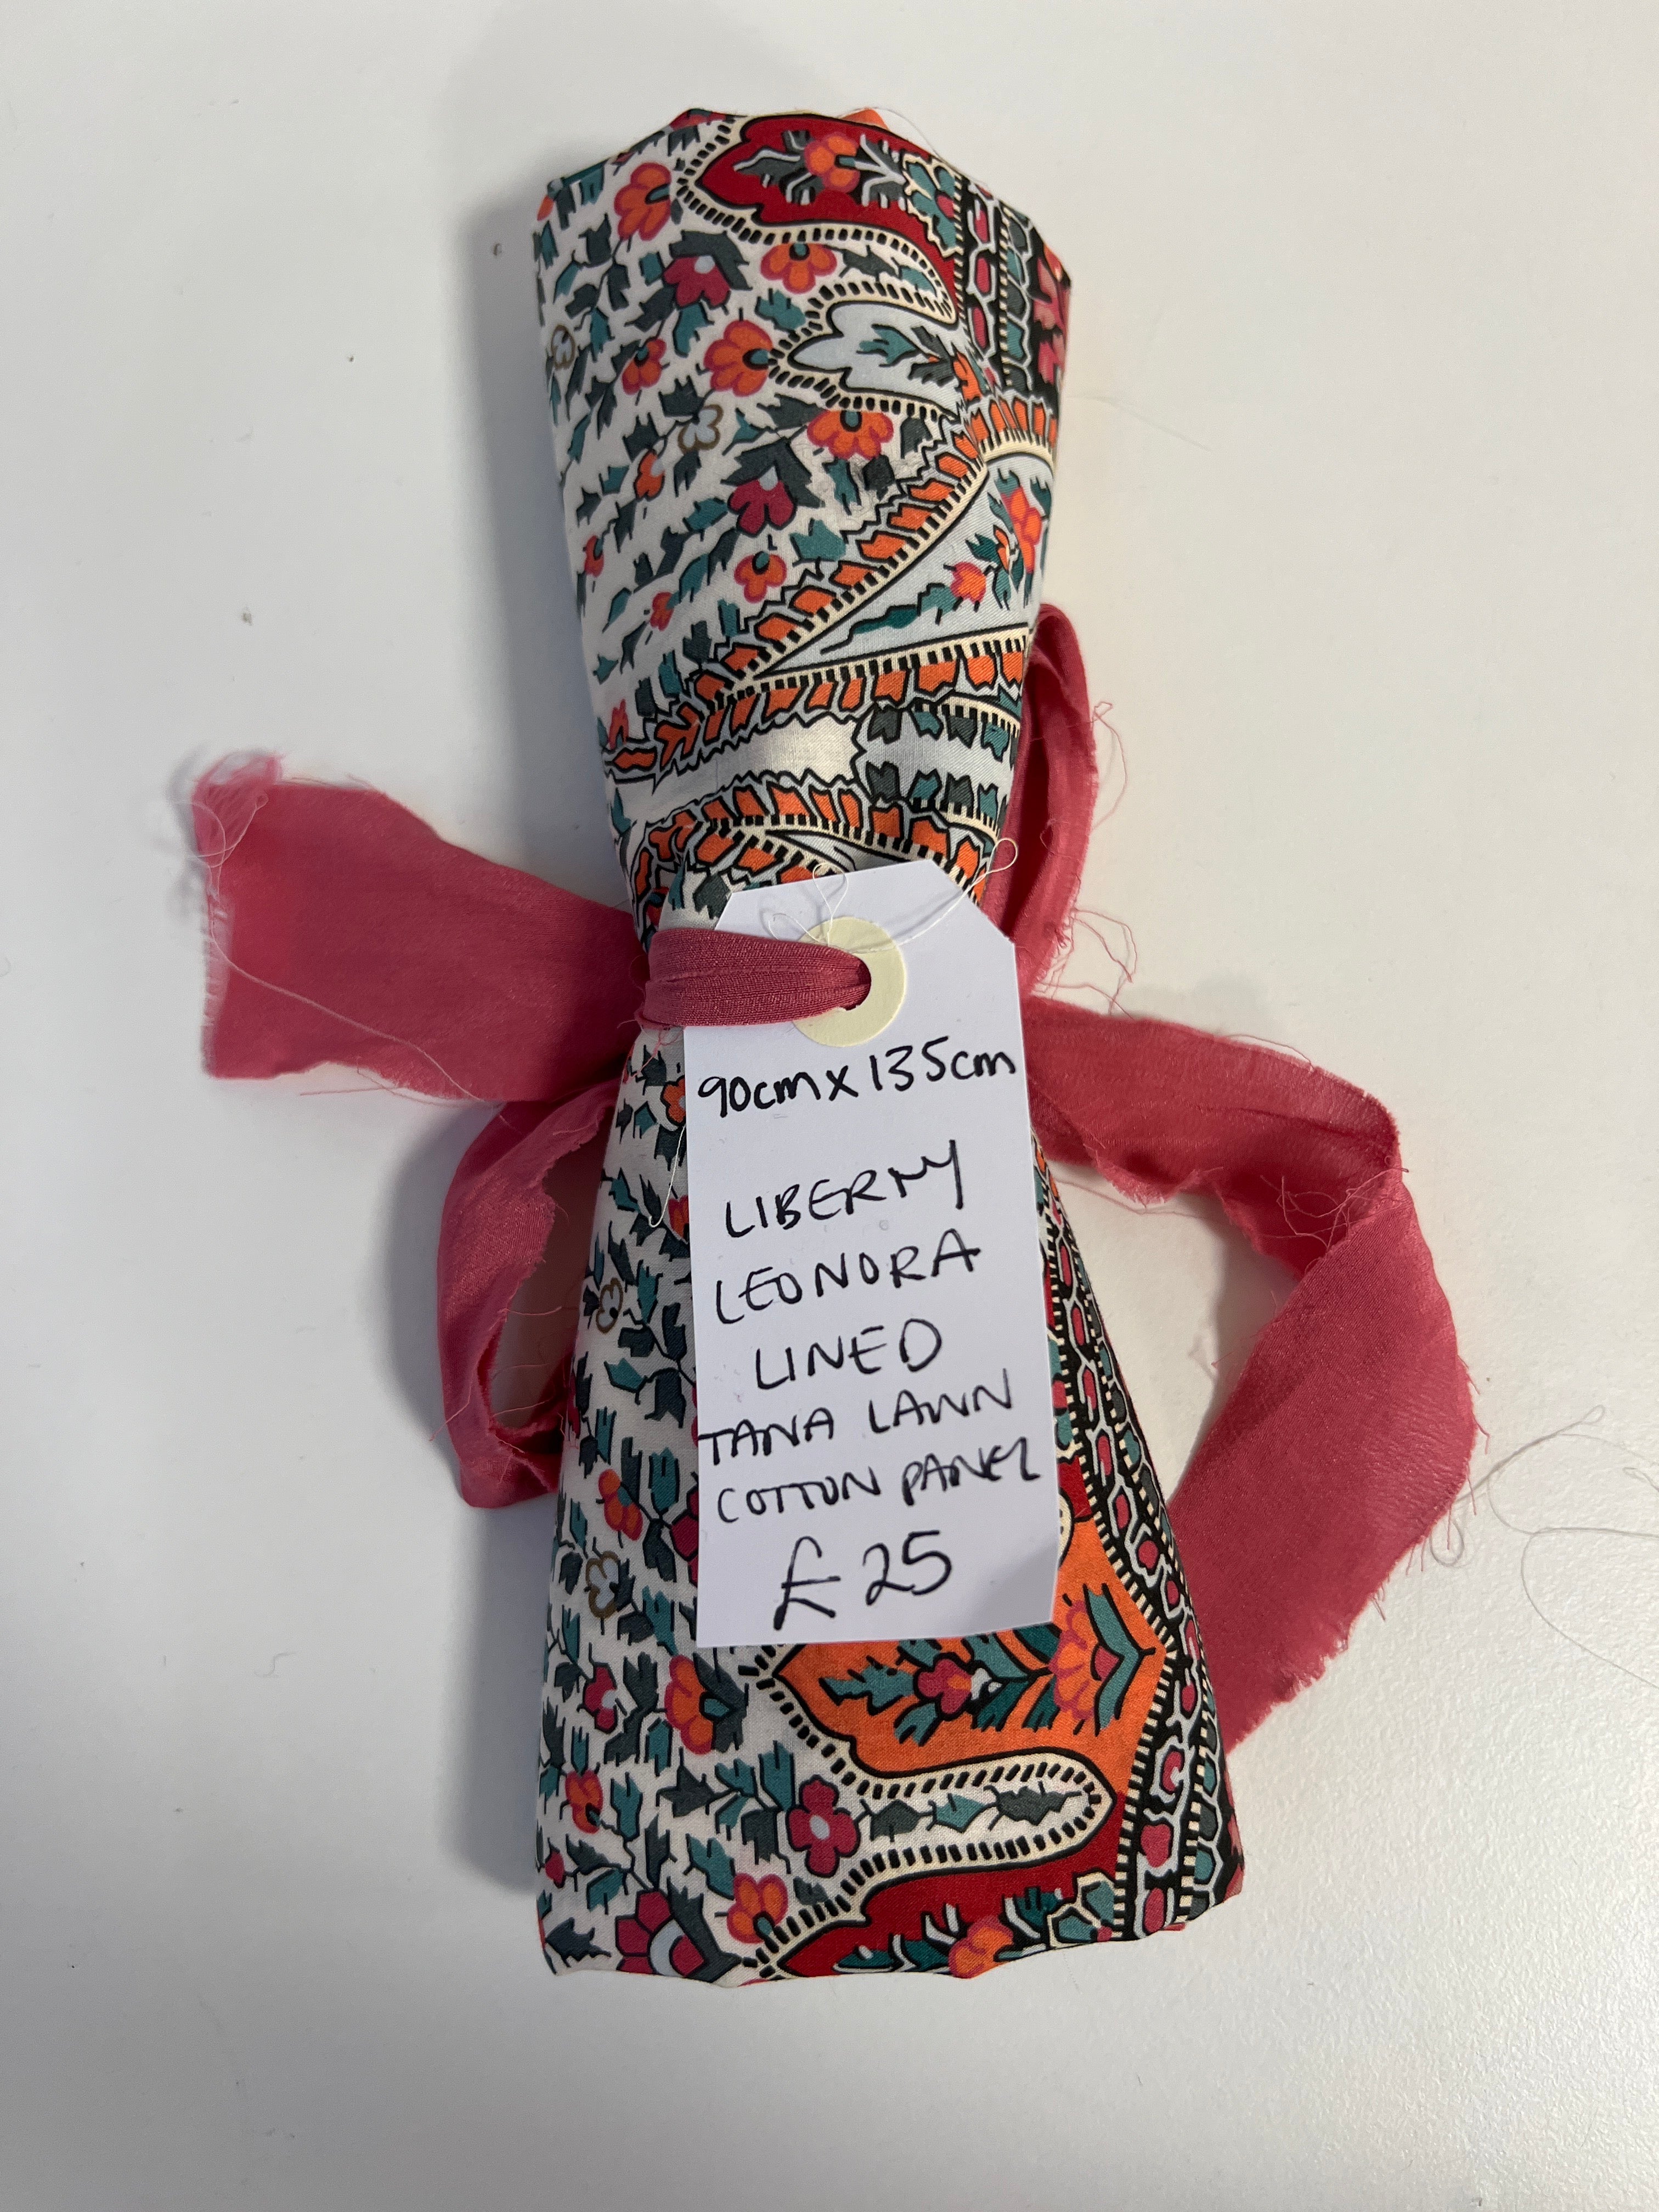 90cm x 135cm
LIBERTY
LEONORA
LINED
TANA LAWN
COTTON PANEL
£25